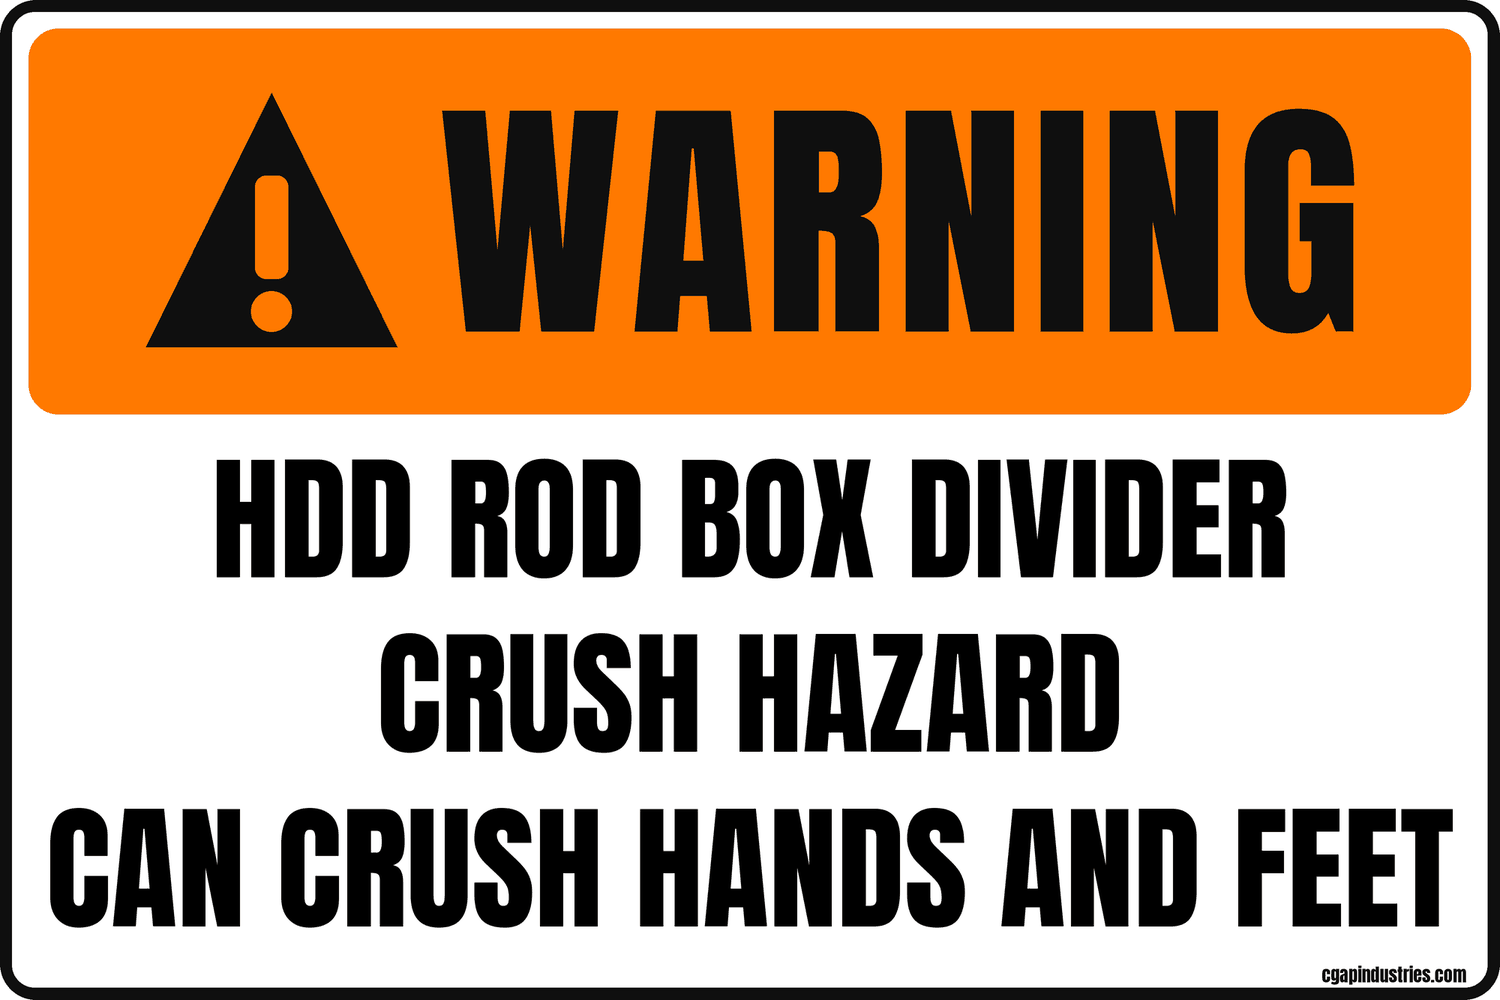 WARNING
HDD ROD BOX DIVIDER
CRUSH HAZARD
CAN CRUSH HANDS AND FEET
cgapindustries.com